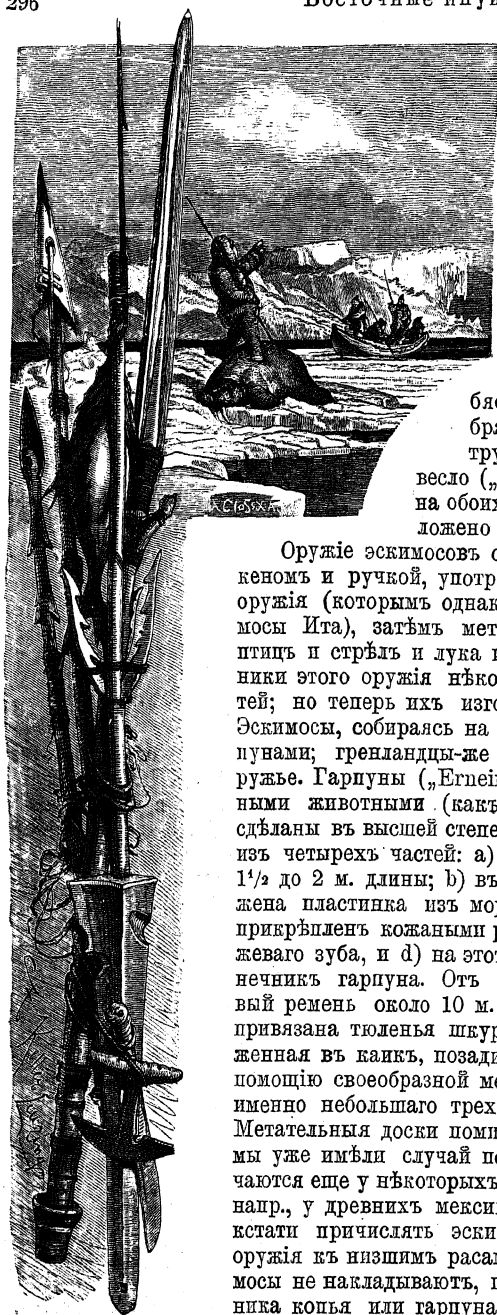 296
Восточные
весло („
на обоих
ложено
Оружіе эскимосовъ
кеномъ и ручкой, употр
оружія (которымъ однак
мосы Ита), затѣмъ мет
птицъ и стрѣлъ и лука
ники этого оружія нѣко
тей; но теперь ихъ изго
Эскимосы, собираясь на
пунами; гренландцы-же
ружье. Гарпуны („Ernei
ными животными (какъ
сдѣланы въ высшей степе
изъ четырехъ частей: a)
1¹/₂ до 2 м. длины; b) въ
жена пластинка изъ мор
прикрѣпленъ кожаными
жеваго зуба, и d) на этот
нечникъ гарпуна. Отъ
вый ремень около 10 м.
привязана тюленья шкур
женная въ каикъ, позади
помощію своеобразной ме
именно небольшаго трех
Метательныя доски поми
мы уже имѣли случай по
чаются еще у нѣкоторыхъ
напр., у древнихъ мекси
кстати причислять эски
оружія къ низшимъ расам
мосы не накладываютъ,
ника копья или гарпуна